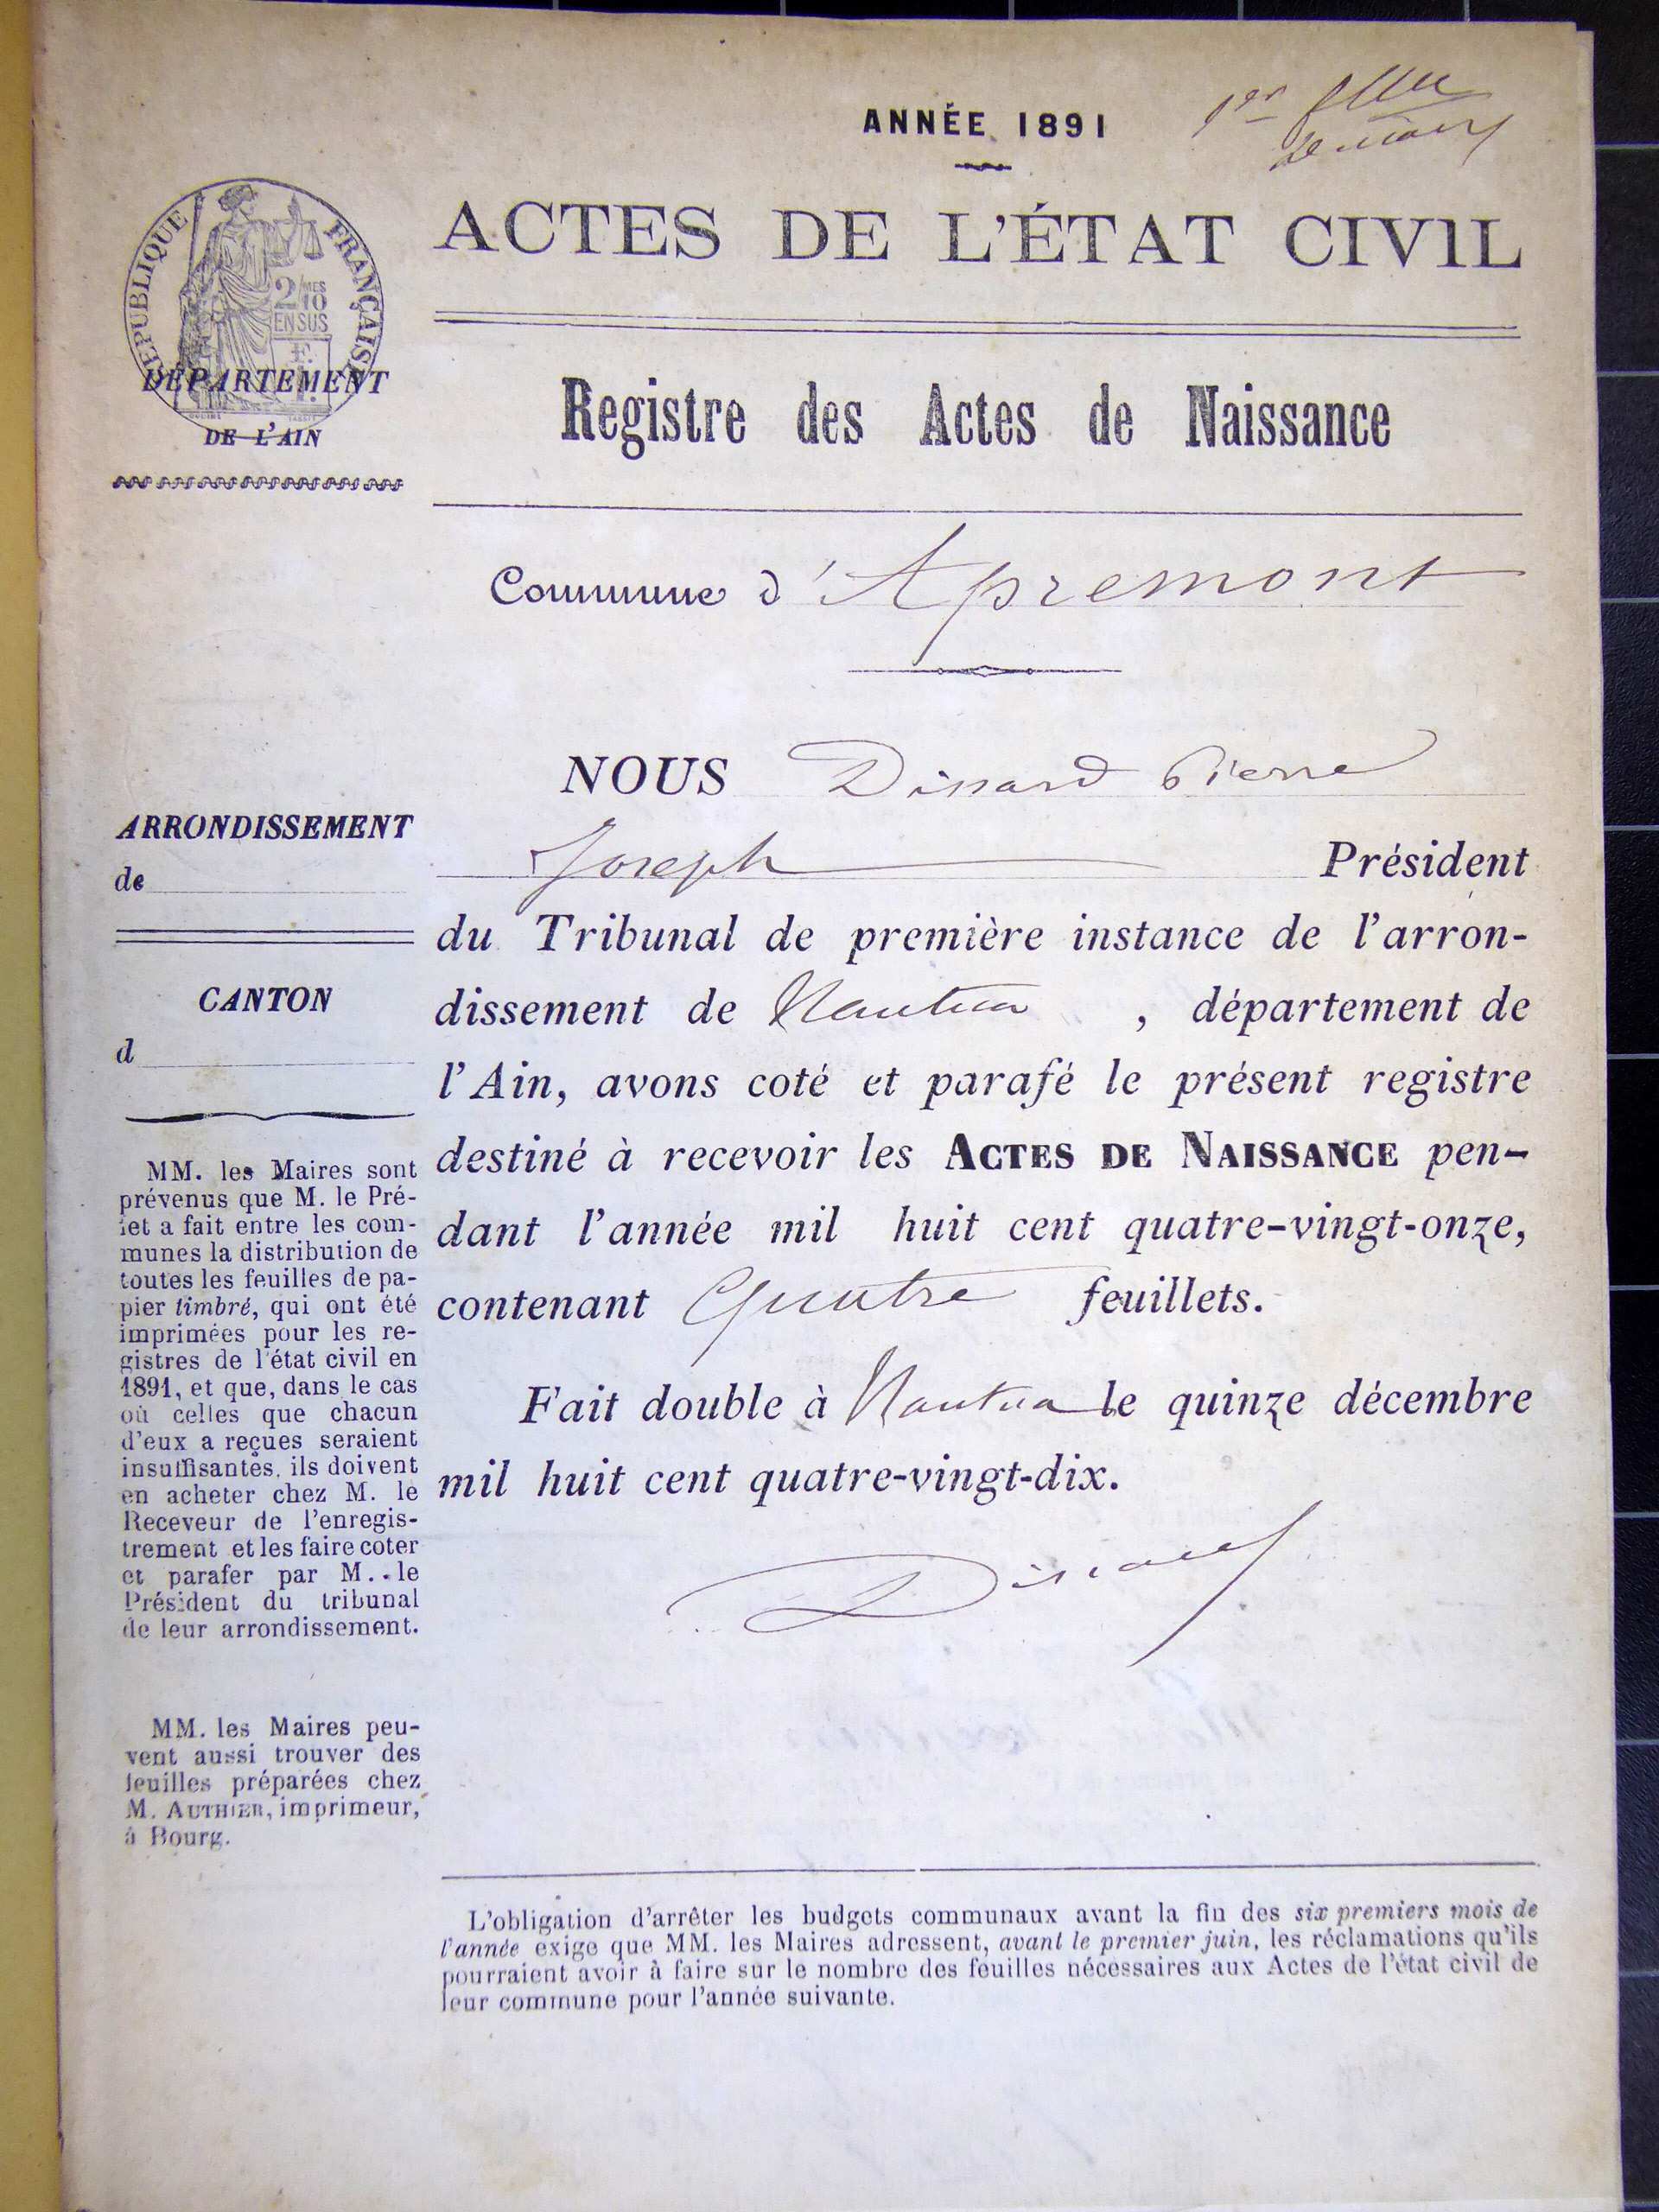 ANNÉE 1891
1er
RÉPUBLIQUE FRANÇAISE
2/10 MES
EN SUS
ACTES DE L'ÉTAT CIVIL
DÉPARTEMENT
DE L'AIN
Registre des Actes de Naissance
Commune d'Apremont
NOUS Dissard Pierre
Joseph Président
du Tribunal de première instance de l'arron-
dissement de Nantua, département de
l'Ain, avons coté et parafé le présent registre
destiné à recevoir les ACTES DE NAISSANCE pen-
dant l'année mil huit cent quatre-vingt-onze,
contenant Quatre feuillets.
Fait double à Nantua le quinze décembre
mil huit cent quatre-vingt-dix.
Dissard
ARRONDISSEMENT
de
CANTON
d
MM. les Maires sont
prévenus que M. le Pré-
fet a fait entre les com-
munes la distribution de
toutes les feuilles de pa-
pier timbré, qui ont été
imprimées pour les re-
gistres de l'état civil en
1891, et que, dans le cas
où celles que chacun
d'eux a reçues seraient
insuffisantes, ils doivent
en acheter chez M. le
Receveur de l'enregis-
trement et les faire coter
et parafer par M. le
Président du tribunal
de leur arrondissement.
MM. les Maires peu-
vent aussi trouver des
feuilles préparées chez
M. AUTHIER, imprimeur,
à Bourg.
L'obligation d'arrêter les budgets communaux avant la fin des six premiers mois de
l'année exige que MM. les Maires adressent, avant le premier juin, les réclamations qu'ils
pourraient avoir à faire sur le nombre des feuilles nécessaires aux Actes de l'état civil de
leur commune pour l'année suivante.